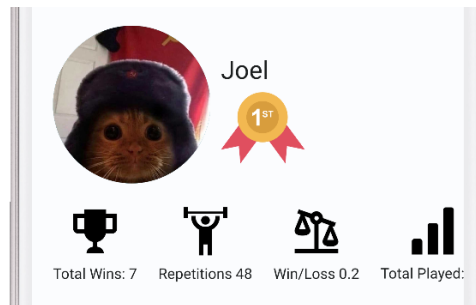 Joel
1ST
Total Wins: 7
Repetitions 48
Win/Loss 0.2
Total Played: